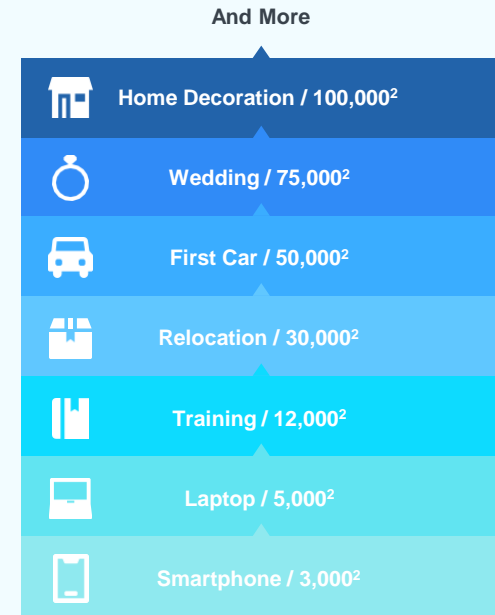 And More
Home Decoration / 100,000²
Wedding / 75,000²
First Car / 50,000²
Relocation / 30,000²
Training / 12,000²
Laptop / 5,000²
Smartphone / 3,000²